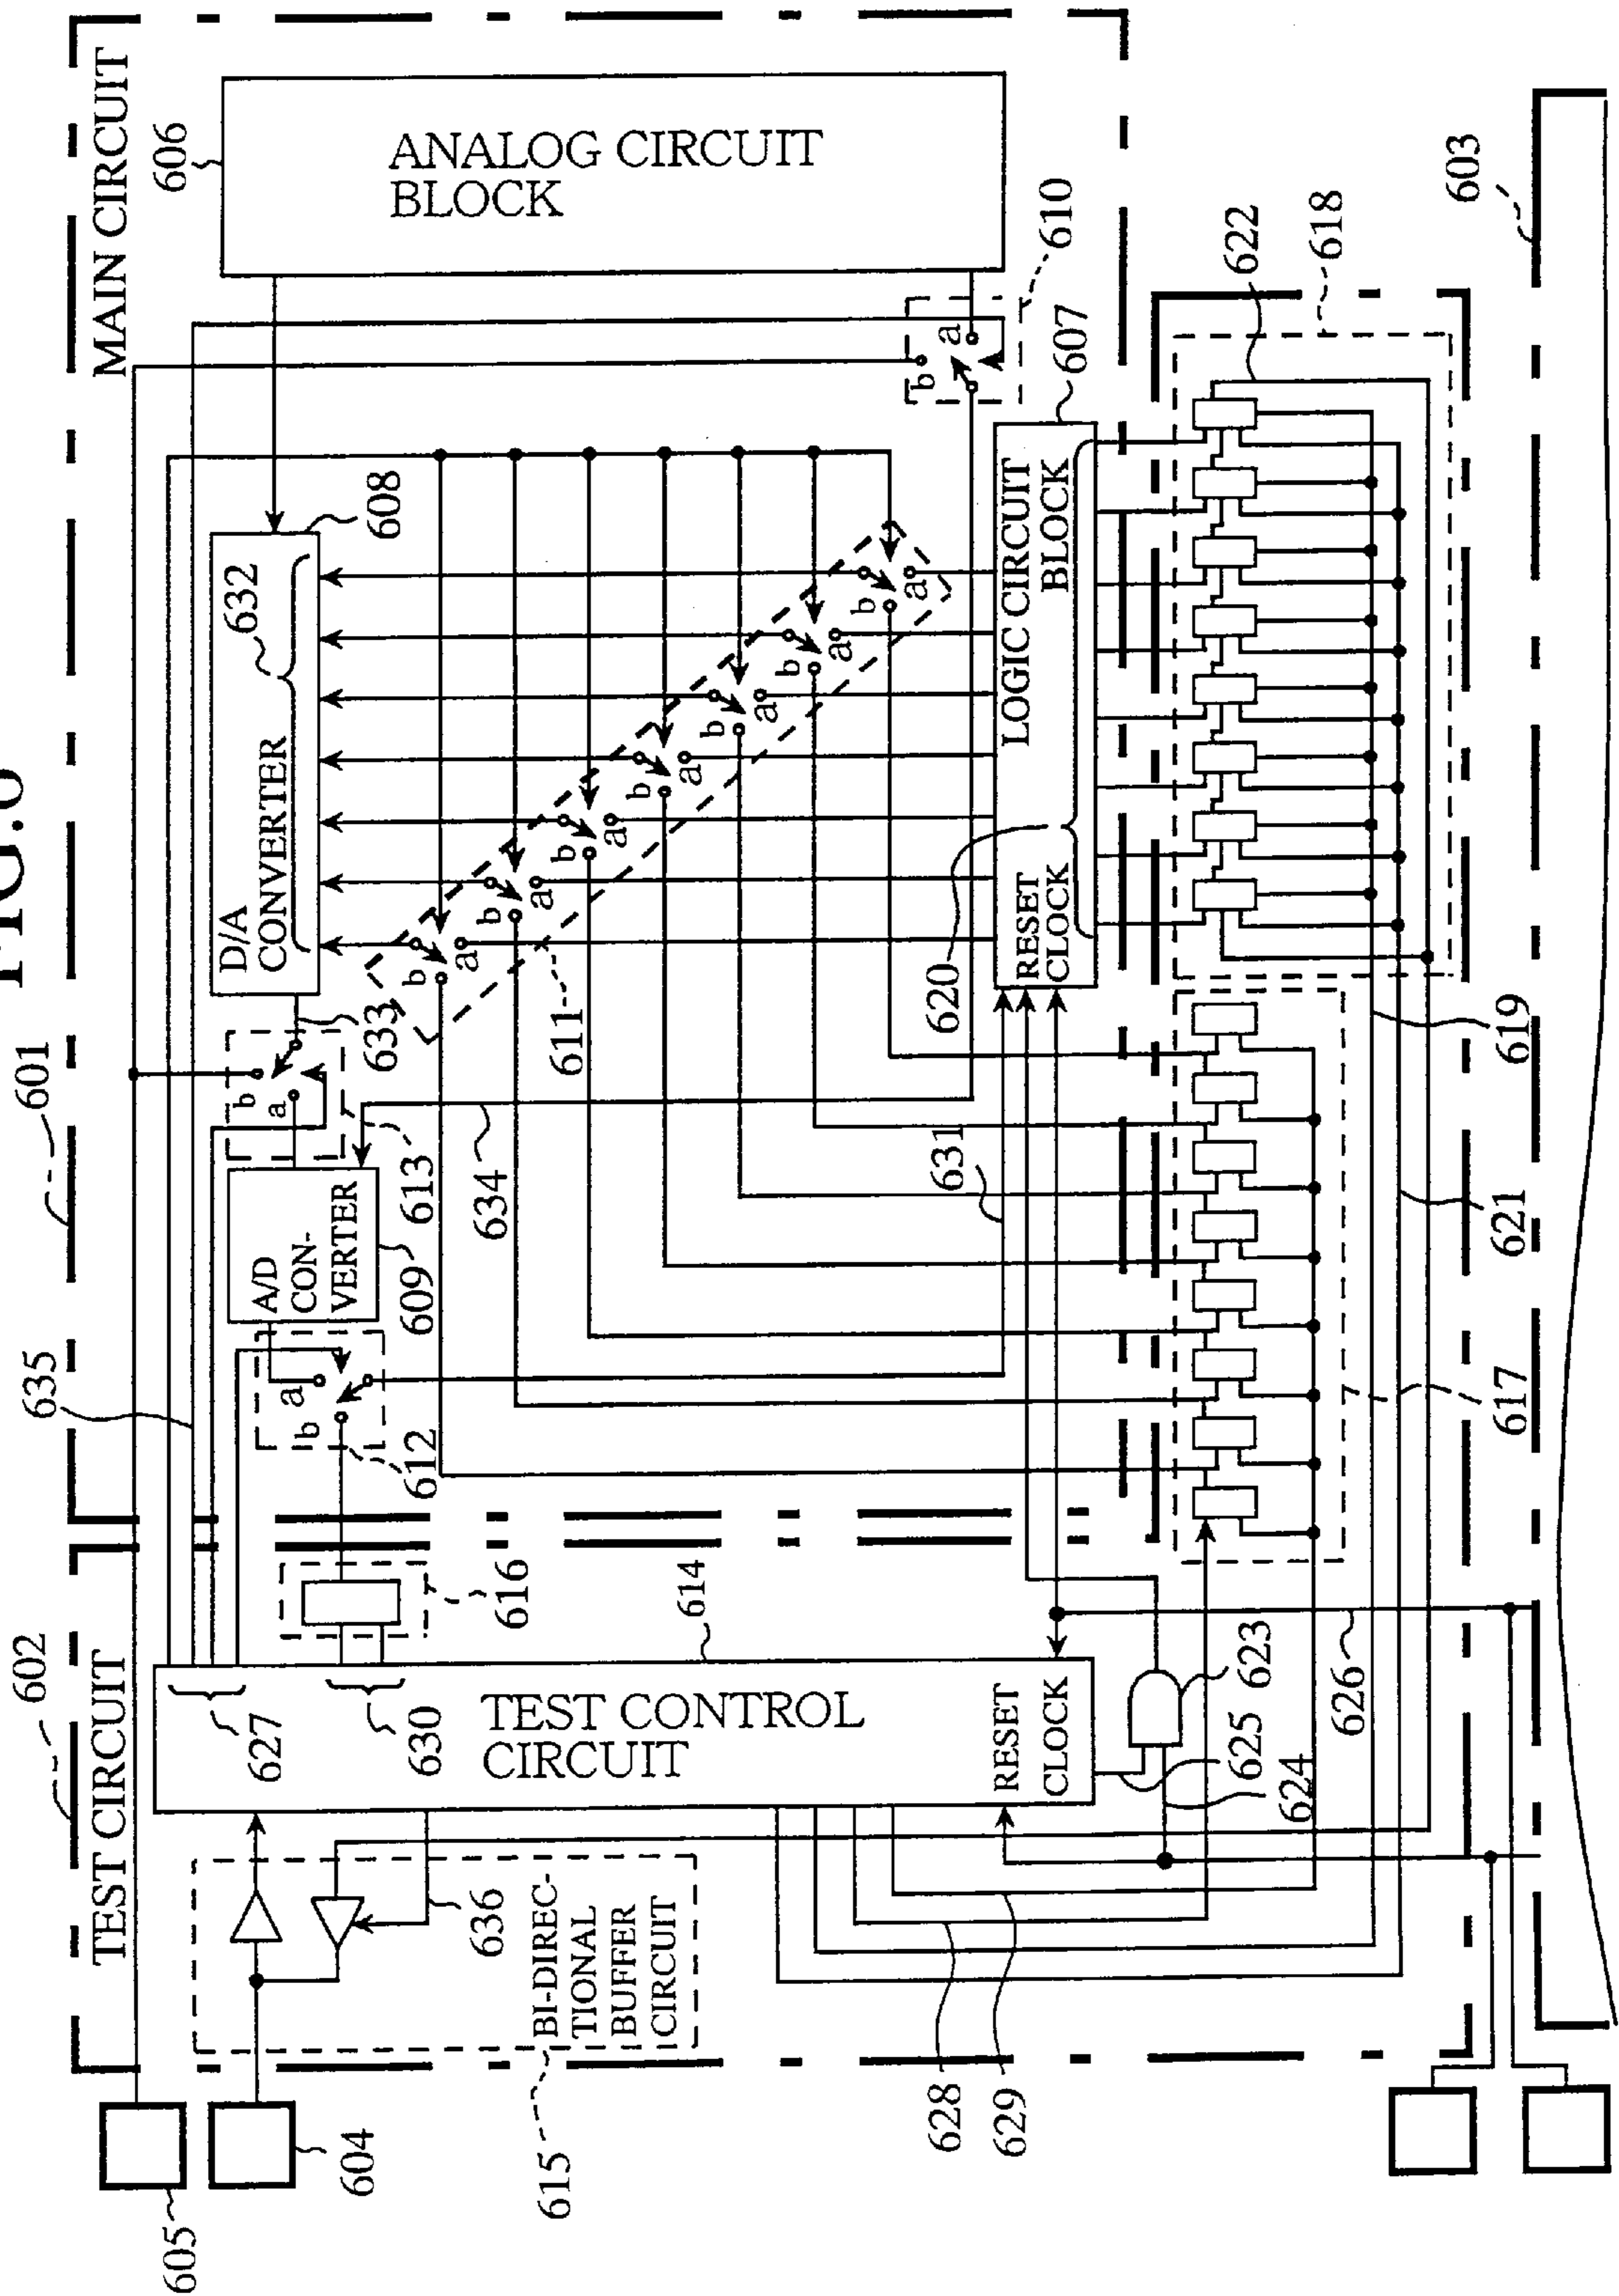 FIG.6
601
635
602
MAIN CIRCUIT
TEST CIRCUIT
605
604
606
ANALOG CIRCUIT
BLOCK
608
632
D/A
CONVERTER
633
b
a
613
634
A/D
CON-
VERTER
609
a
b
612
616
614
627
630
TEST CONTROL
CIRCUIT
RESET
CLOCK
636
BI-DIREC-
TIONAL
BUFFER
CIRCUIT
615
610
b
a
607
LOGIC CIRCUIT
BLOCK
RESET
CLOCK
620
611
b
a
b
a
b
a
b
a
b
a
b
a
b
a
631
623
625
624
626
628
629
603
618
622
619
621
617